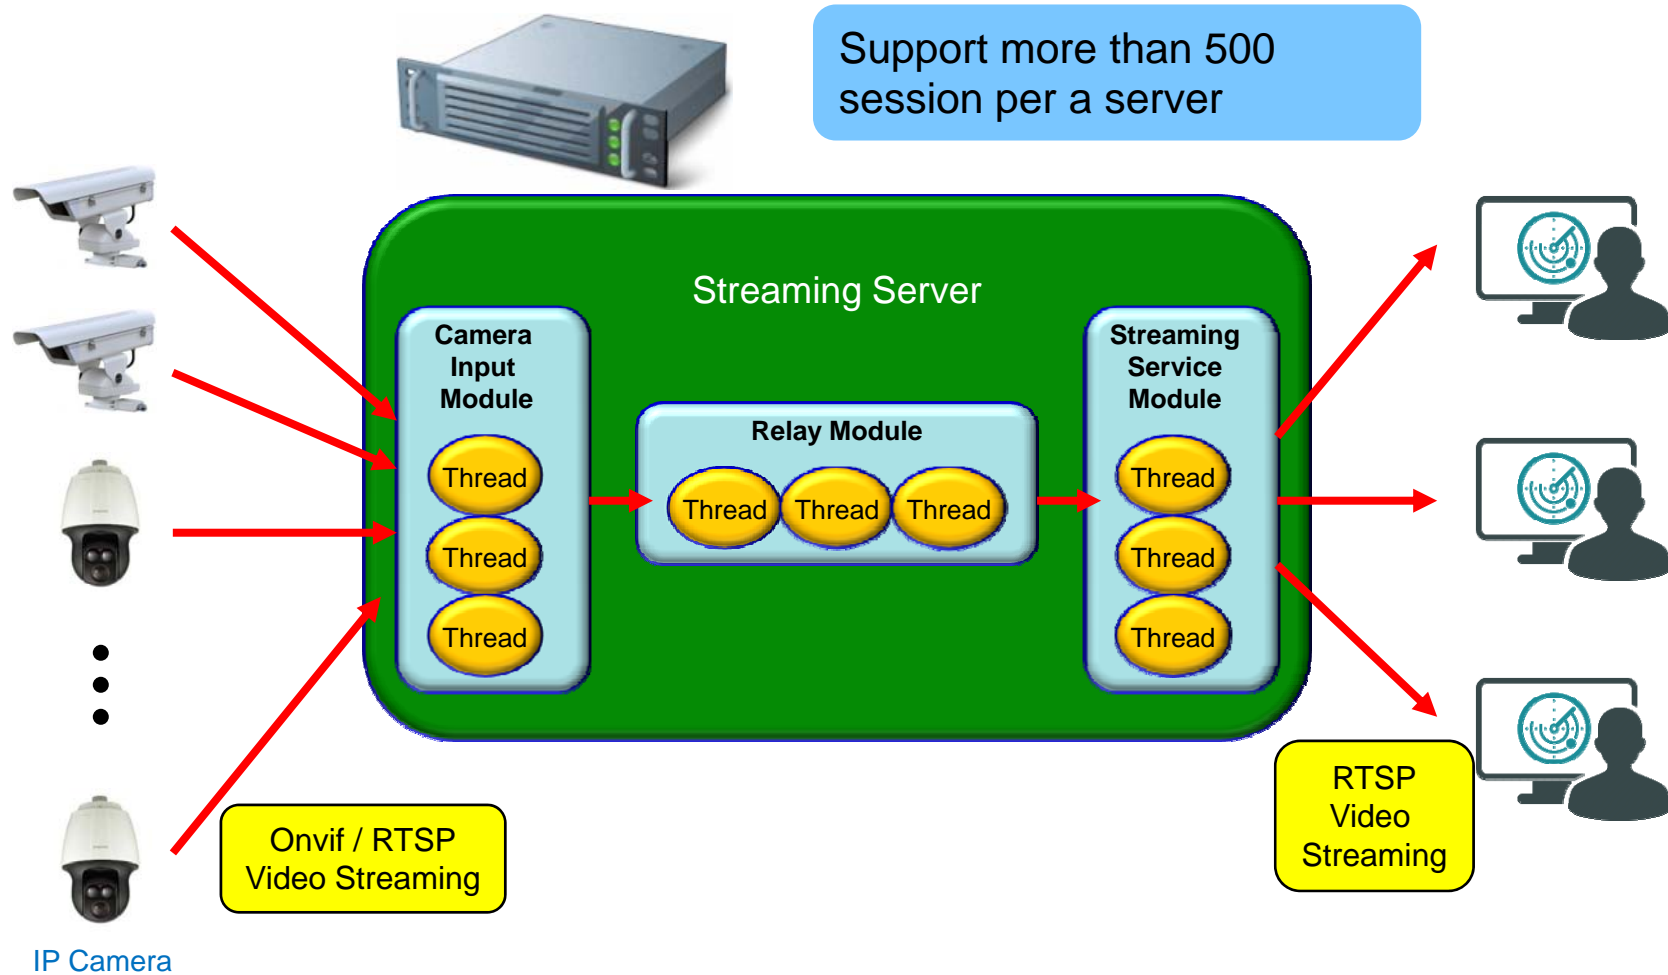 Support more than 500
session per a server
Streaming Server
Camera
Input
Module
Thread
Thread
Thread
Relay Module
Thread
Thread
Thread
Streaming
Service
Module
Thread
Thread
Thread
Onvif / RTSP
Video Streaming
RTSP
Video
Streaming
IP Camera